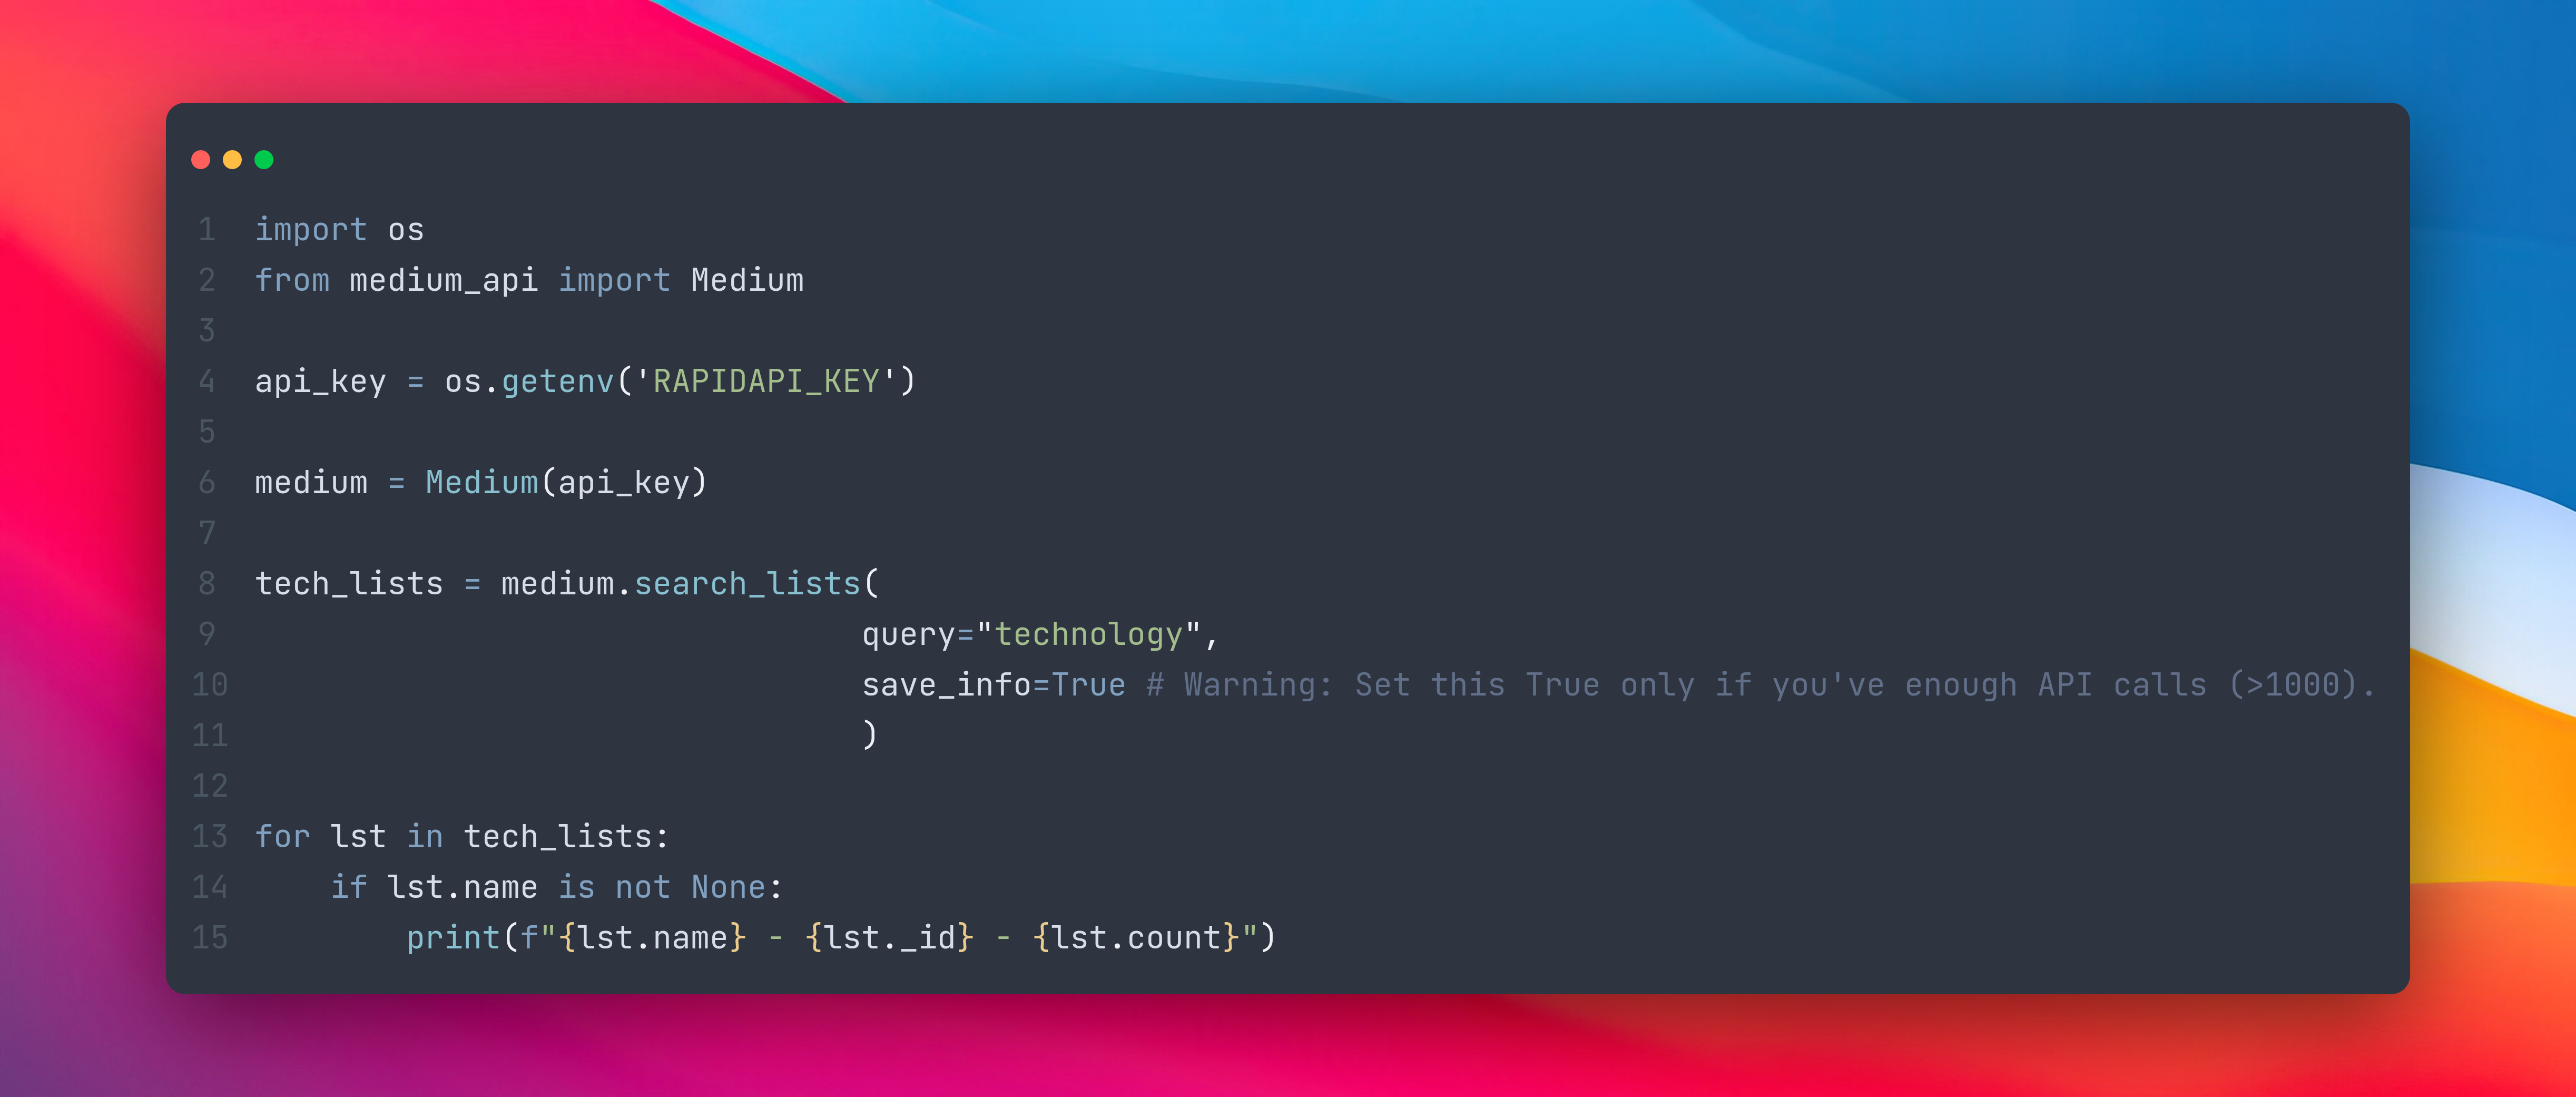 1 import os
2 from medium_api import Medium
3
4 api_key = os.getenv('RAPIDAPI_KEY')
5
6 medium = Medium(api_key)
7
8 tech_lists = medium.search_lists(
9                                 query="technology",
10                                 save_info=True # Warning: Set this True only if you've enough API calls (>1000).
11                                 )
12
13 for lst in tech_lists:
14     if lst.name is not None:
15         print(f"{lst.name} - {lst._id} - {lst.count}")